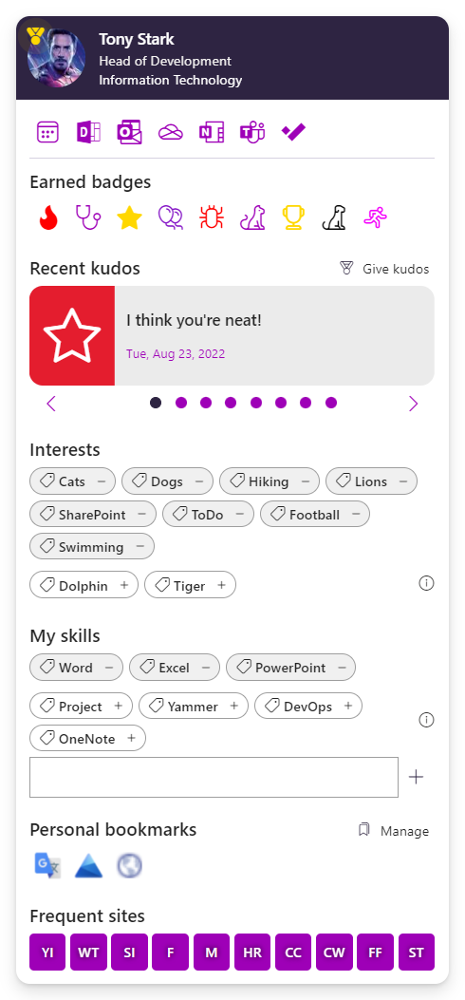 Tony Stark
Head of Development
Information Technology
Earned badges
Recent kudos Give kudos
I think you're neat!
Tue, Aug 23, 2022
Interests
Cats − Dogs − Hiking − Lions −
SharePoint − ToDo − Football −
Swimming −
Dolphin + Tiger +
My skills
Word − Excel − PowerPoint −
Project + Yammer + DevOps +
OneNote +
Personal bookmarks Manage
Frequent sites
YI WT SI F M HR CC CW FF ST